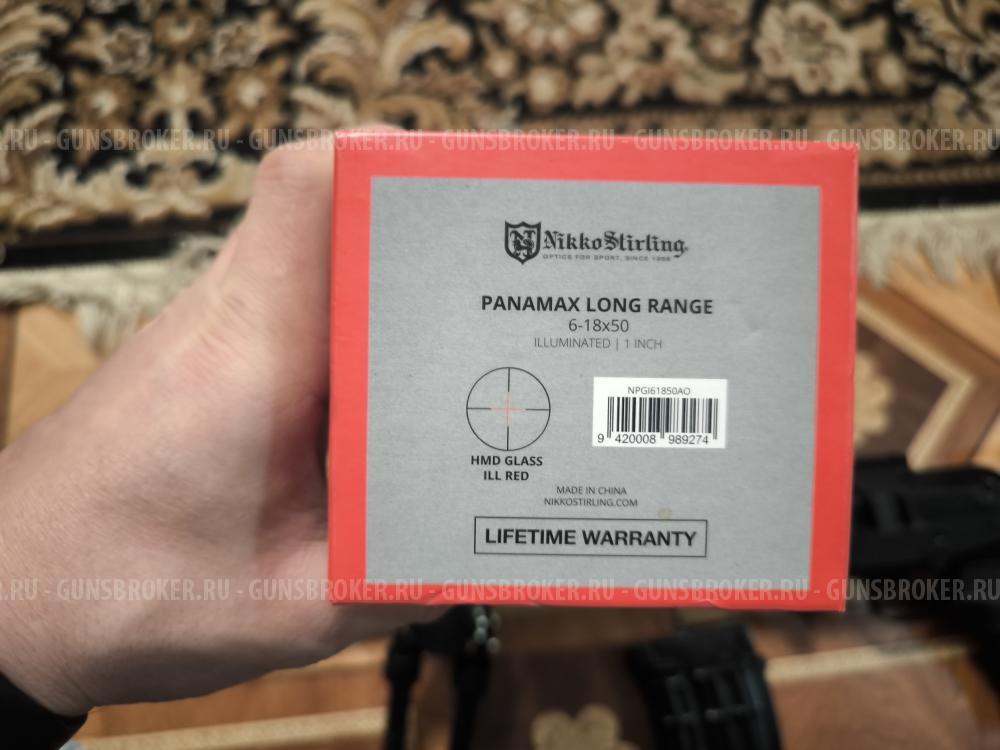 .RU - GUNSBROKER.RU - GUNSBROKER.RU - GUNSBROKER.RU - GUNSBROKER.RU - GUNSBROKER.RU
NikkoStirling
OPTICS FOR SPORT, SINCE 1956
PANAMAX LONG RANGE
6-18x50
ILLUMINATED | 1 INCH
NPGI61850AO
9 420008 989274
HMD GLASS
ILL RED
MADE IN CHINA
NIKKOSTIRLING.COM
LIFETIME WARRANTY
.RU - GUNSBROKER.RU - GUNSBROKER.RU - GUNSBROKER.RU - GUNSBROKER.RU - GUNSBROKER.RU